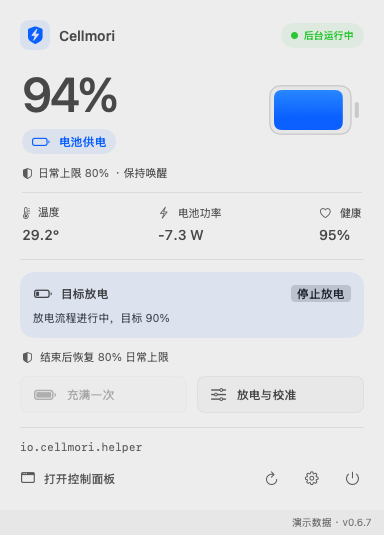 Cellmori
后台运行中
94%
电池供电
日常上限 80% · 保持唤醒
温度
电池功率
健康
29.2°
-7.3 W
95%
目标放电
停止放电
放电流程进行中，目标 90%
结束后恢复 80% 日常上限
充满一次
放电与校准
io.cellmori.helper
打开控制面板
演示数据 · v0.6.7